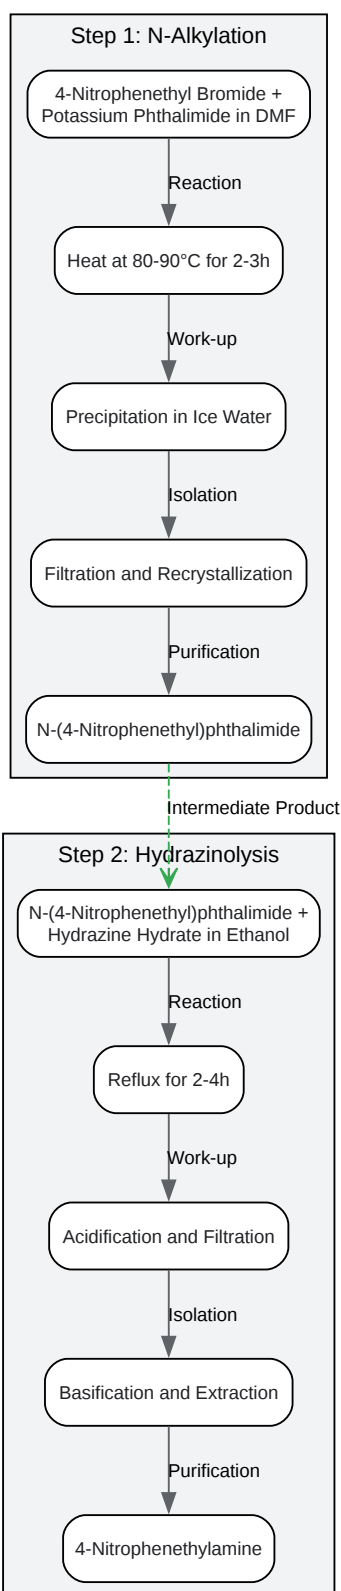 Step 1: N-Alkylation
4-Nitrophenethyl Bromide +
Potassium Phthalimide in DMF
Reaction
Heat at 80-90°C for 2-3h
Work-up
Precipitation in Ice Water
Isolation
Filtration and Recrystallization
Purification
N-(4-Nitrophenethyl)phthalimide
Intermediate Product
Step 2: Hydrazinolysis
N-(4-Nitrophenethyl)phthalimide +
Hydrazine Hydrate in Ethanol
Reaction
Reflux for 2-4h
Work-up
Acidification and Filtration
Isolation
Basification and Extraction
Purification
4-Nitrophenethylamine